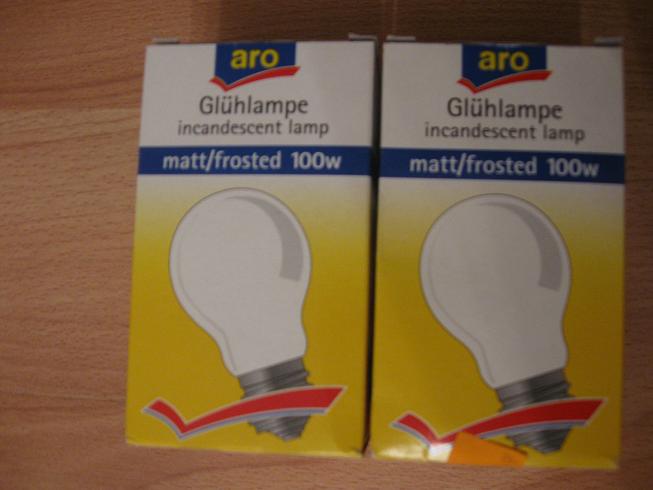 aro
Glühlampe
incandescent lamp
matt/frosted 100w
aro
Glühlampe
incandescent lamp
matt/frosted 100w